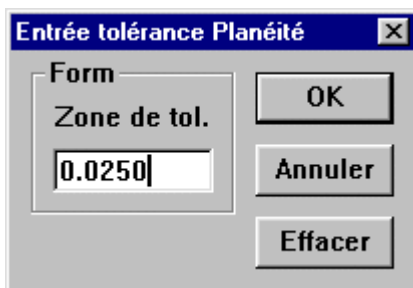 Entrée tolérance Planéité
Form
Zone de tol.
0.0250
OK
Annuler
Effacer